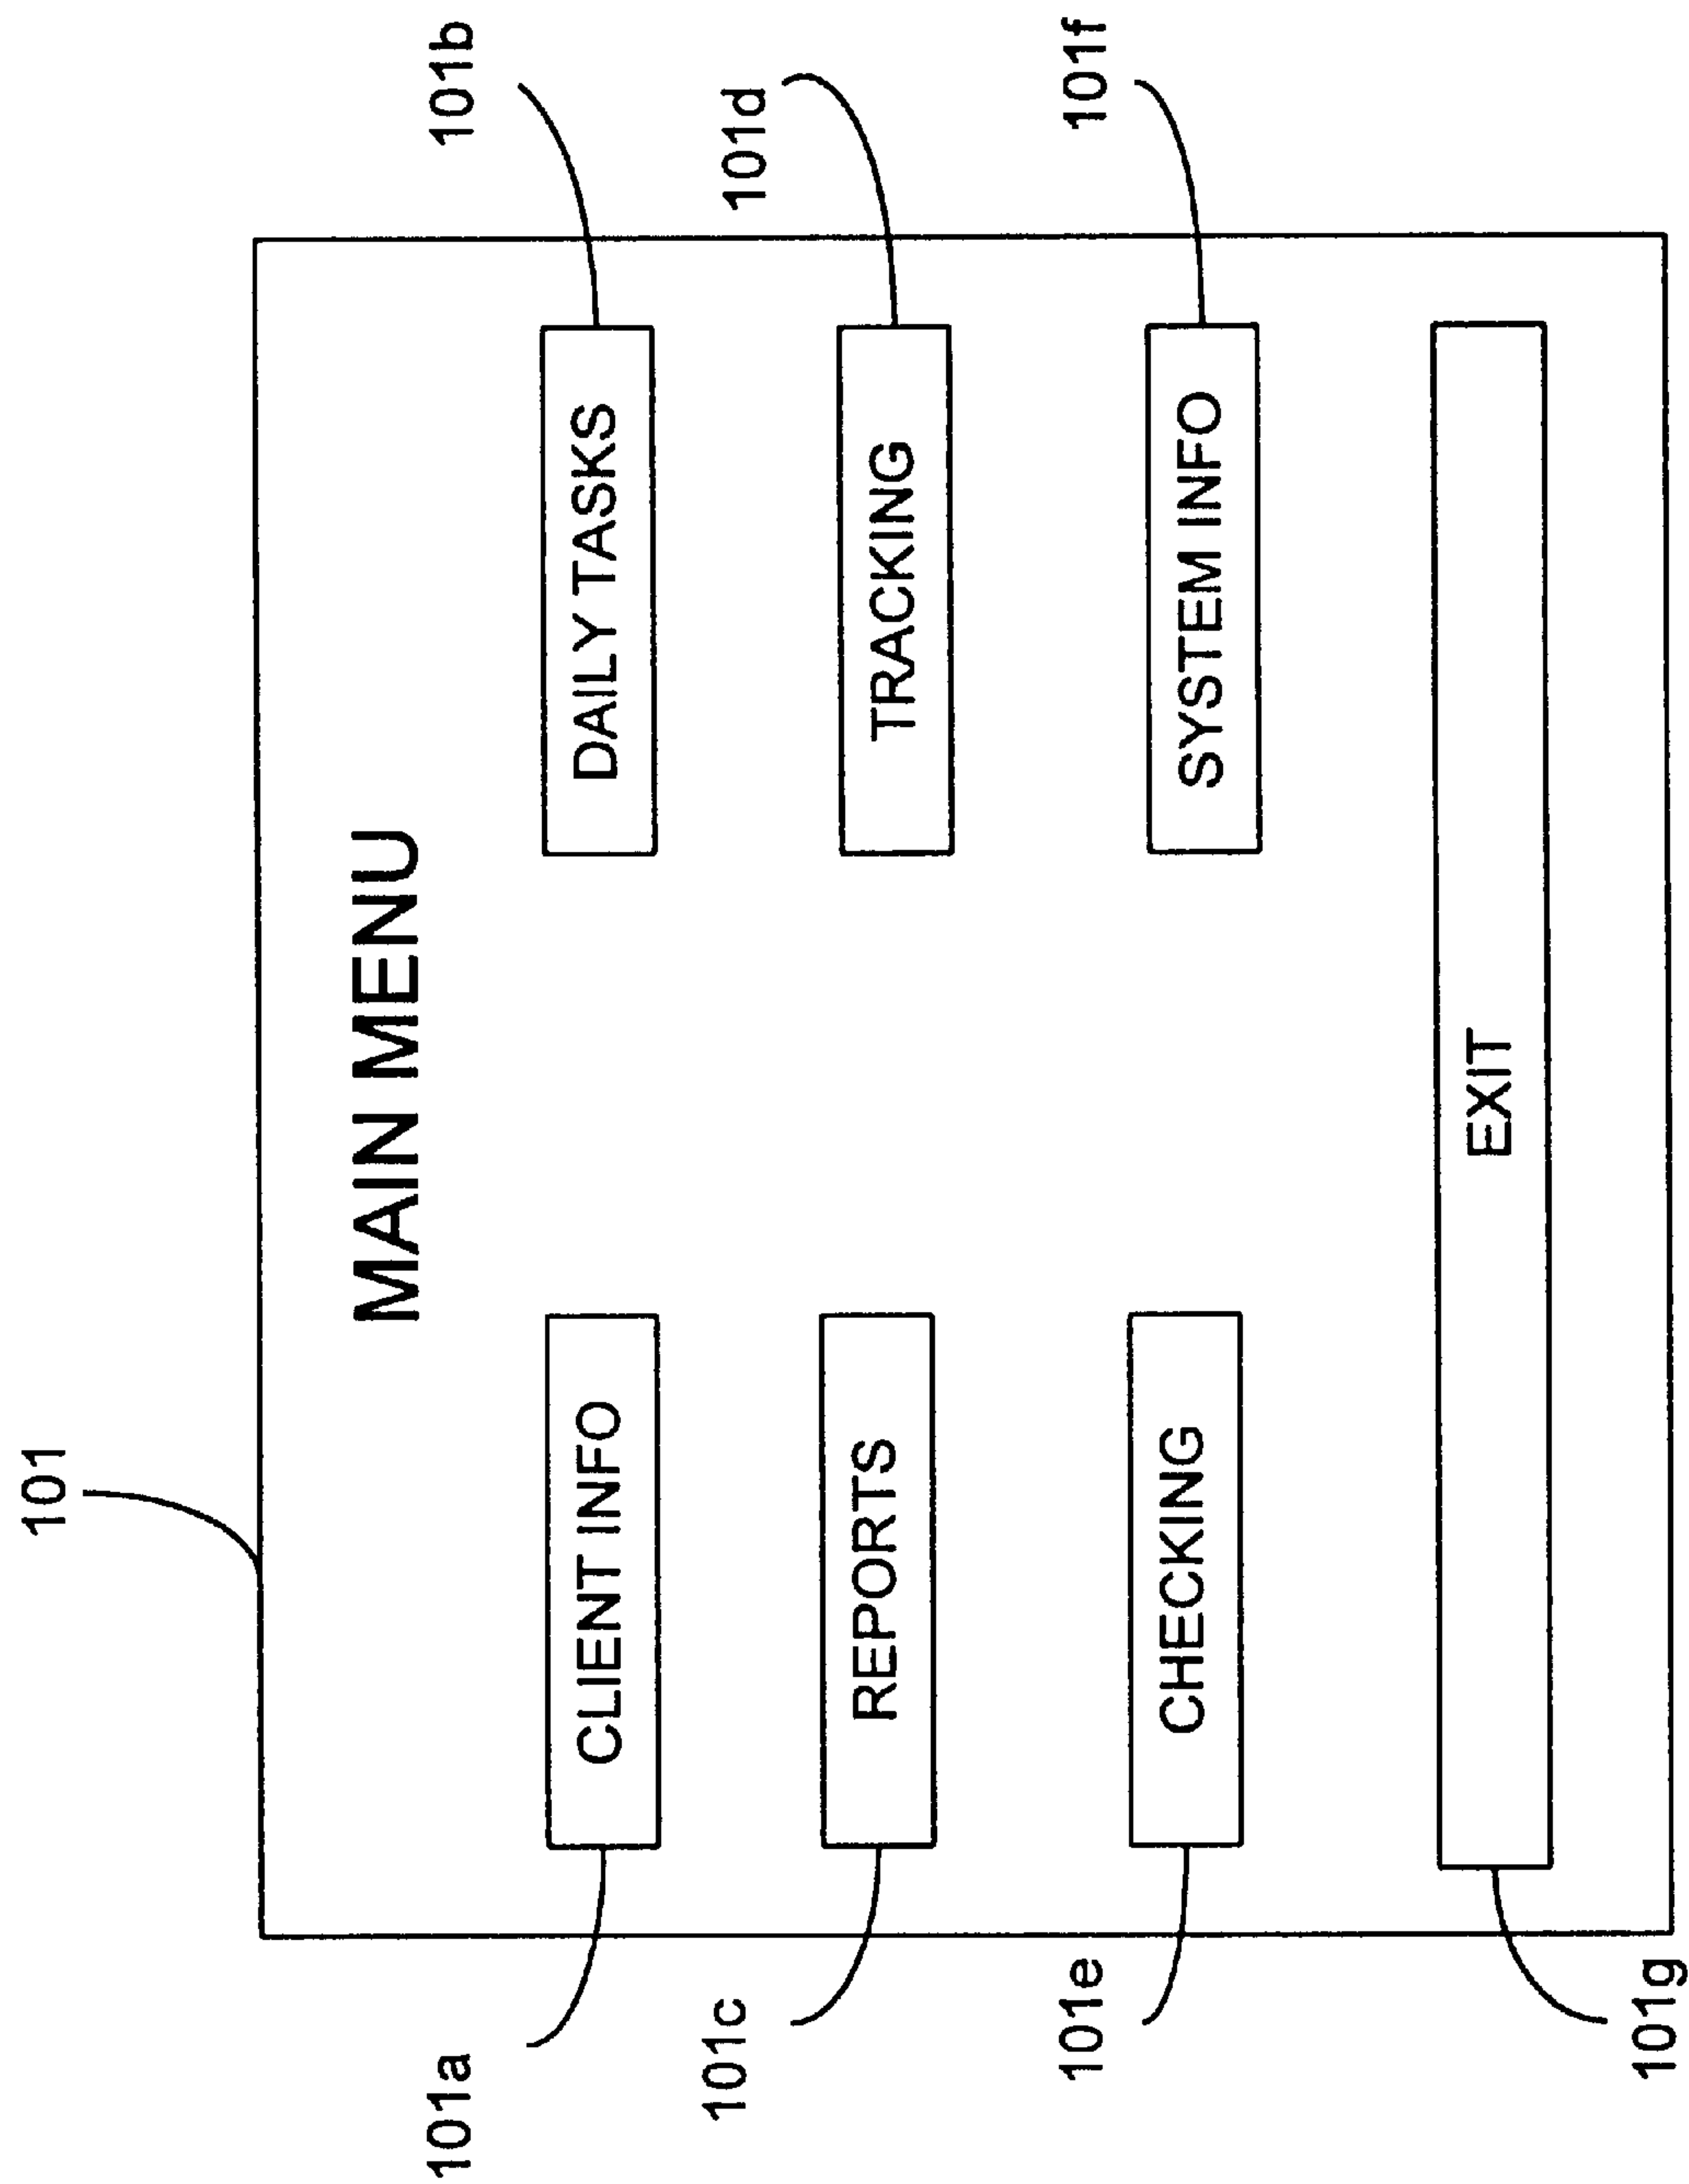 101
MAIN MENU
101a
CLIENT INFO
DAILY TASKS
101b
101c
REPORTS
TRACKING
101d
101e
CHECKING
SYSTEM INFO
101f
EXIT
101g